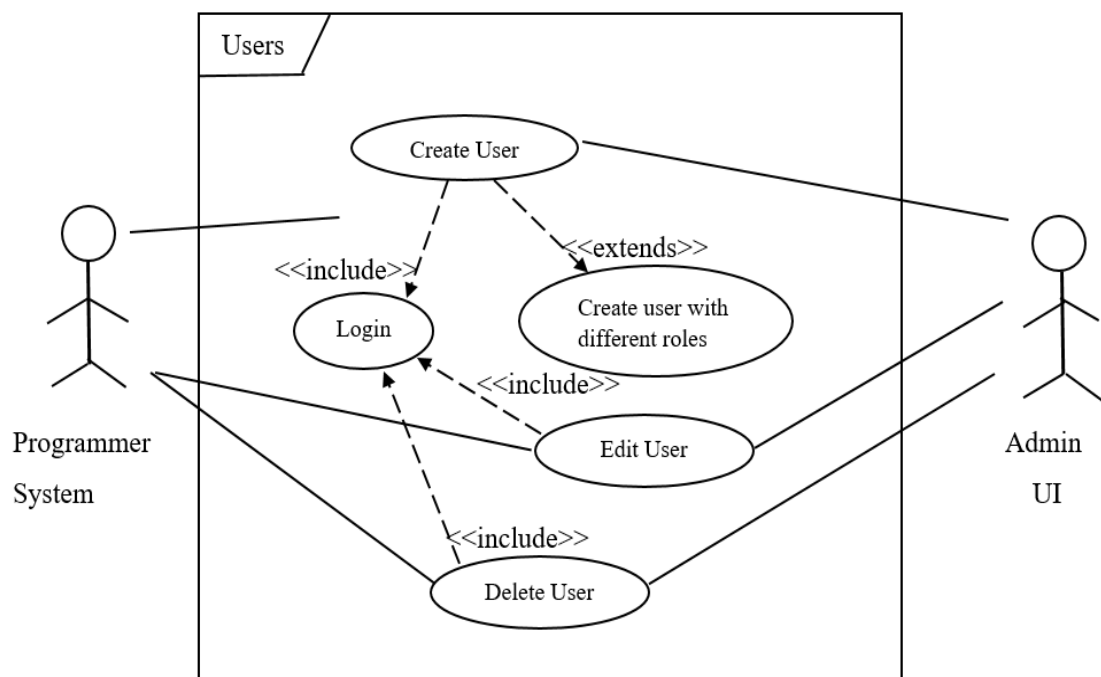 Users
Create User
<<extends>>
<<include>>
Create user with
different roles
Login
<<include>>
Programmer
System
Edit User
Admin
UI
<<include>>
Delete User